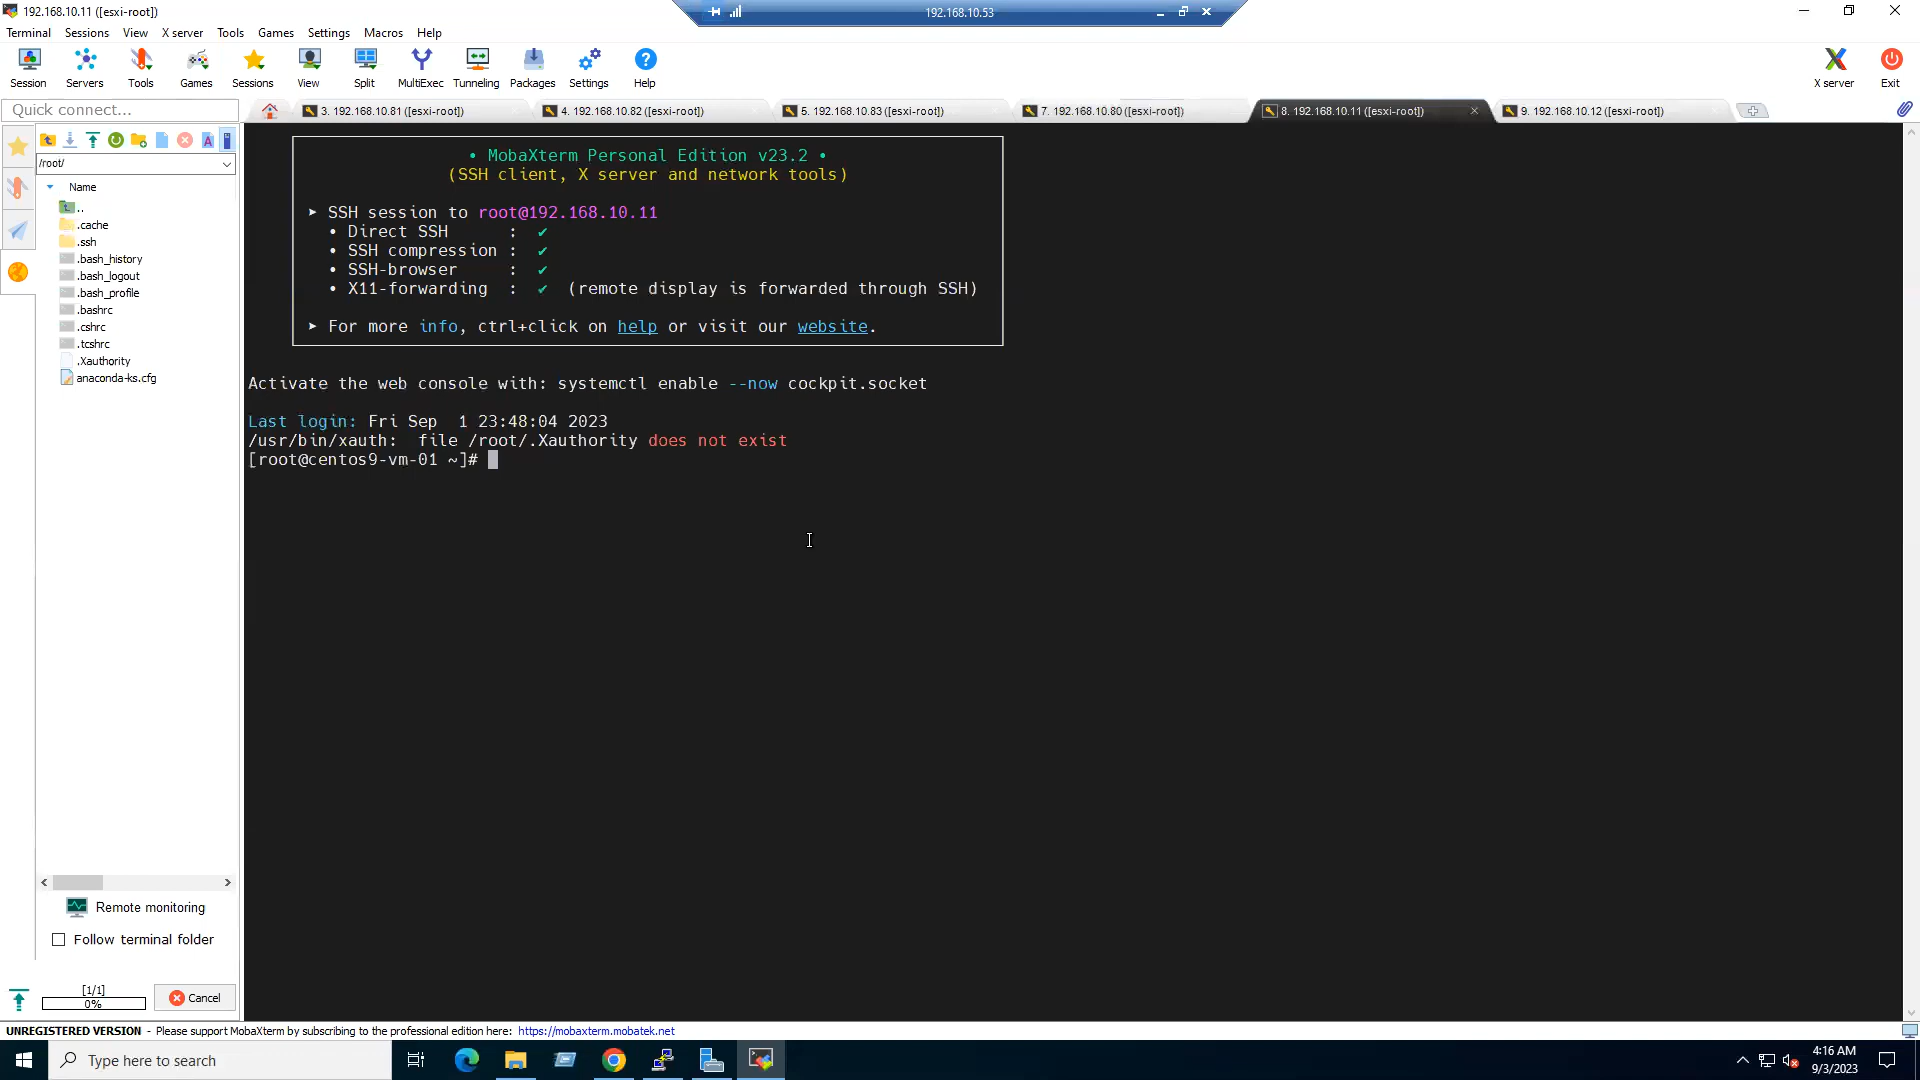 192.168.10.11 ([esxi-root])
192.168.10.53
Terminal Sessions View X server Tools Games Settings Macros Help
Session Servers Tools Games Sessions View Split MultiExec Tunneling Packages Settings Help X server Exit
Quick connect...
3. 192.168.10.81 ([esxi-root])
4. 192.168.10.82 ([esxi-root])
5. 192.168.10.83 ([esxi-root])
7. 192.168.10.80 ([esxi-root])
8. 192.168.10.11 ([esxi-root])
9. 192.168.10.12 ([esxi-root])
/root/
Name
..
.cache
.ssh
.bash_history
.bash_logout
.bash_profile
.bashrc
.cshrc
.tcshrc
.Xauthority
anaconda-ks.cfg
Remote monitoring
Follow terminal folder
[1/1]
0%
Cancel
• MobaXterm Personal Edition v23.2 •
(SSH client, X server and network tools)
➤ SSH session to root@192.168.10.11
• Direct SSH : ✔
• SSH compression : ✔
• SSH-browser : ✔
• X11-forwarding : ✔ (remote display is forwarded through SSH)
➤ For more info, ctrl+click on help or visit our website.
Activate the web console with: systemctl enable --now cockpit.socket
Last login: Fri Sep  1 23:48:04 2023
/usr/bin/xauth:  file /root/.Xauthority does not exist
[root@centos9-vm-01 ~]#
UNREGISTERED VERSION - Please support MobaXterm by subscribing to the professional edition here: https://mobaxterm.mobatek.net
Type here to search
4:16 AM
9/3/2023